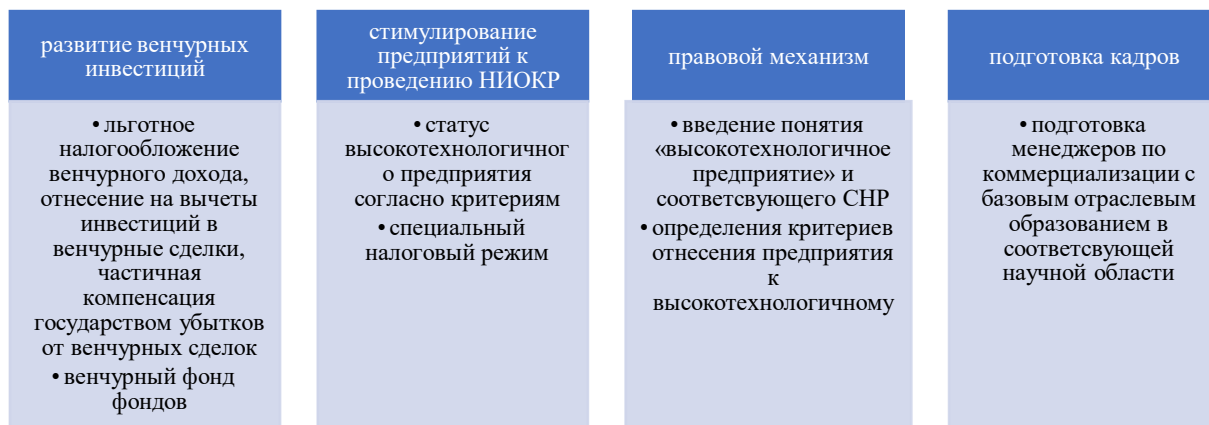 развитие венчурных
инвестиций
• льготное
налогообложение
венчурного дохода,
отнесение на вычеты
инвестиций в
венчурные сделки,
частичная
компенсация
государством убытков
от венчурных сделок
• венчурный фонд
фондов
стимулирование
предприятий к
проведению НИОКР
• статус
высокотехнологичног
о предприятия
согласно критериям
• специальный
налоговый режим
правовой механизм
• введение понятия
«высокотехнологичное
предприятие» и
соответсвующего СНР
• определения критериев
отнесения предприятия
к
высокотехнологичному
подготовка кадров
• подготовка
менеджеров по
коммерциализации с
базовым отраслевым
образованием в
соответсвующей
научной области